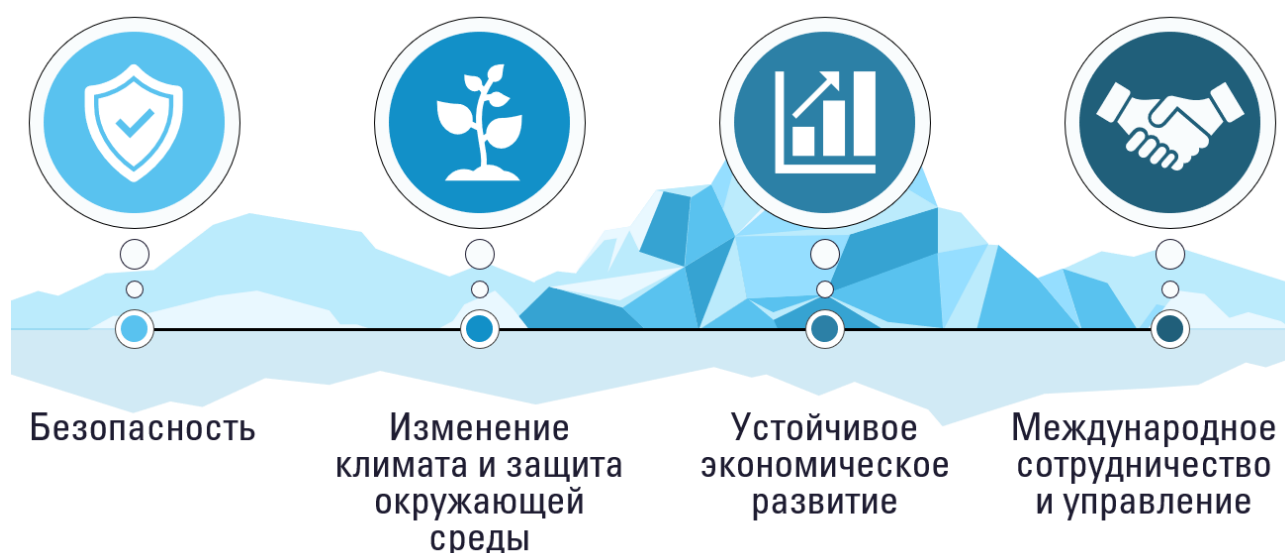 Безопасность
Изменение
климата и защита
окружающей
среды
Устойчивое
экономическое
развитие
Международное
сотрудничество
и управление